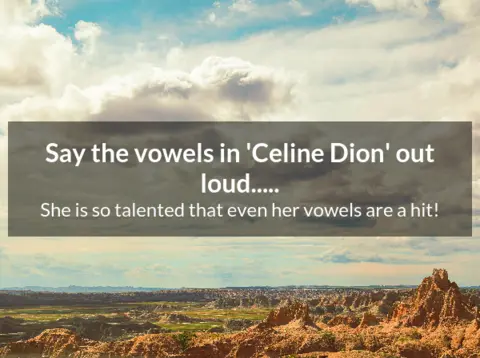 Say the vowels in 'Celine Dion' out
loud.....
She is so talented that even her vowels are a hit!